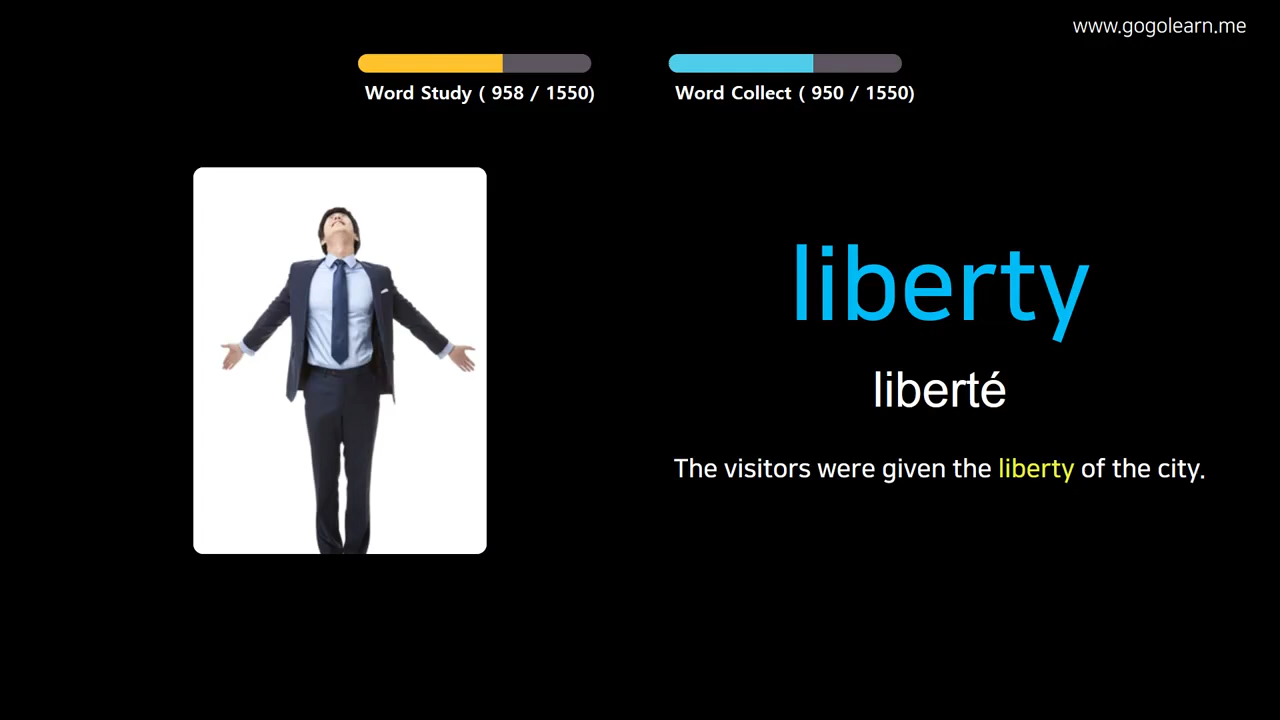 www.gogolearn.me
Word Study ( 958 / 1550)
Word Collect ( 950 / 1550)
liberty
liberté
The visitors were given the liberty of the city.